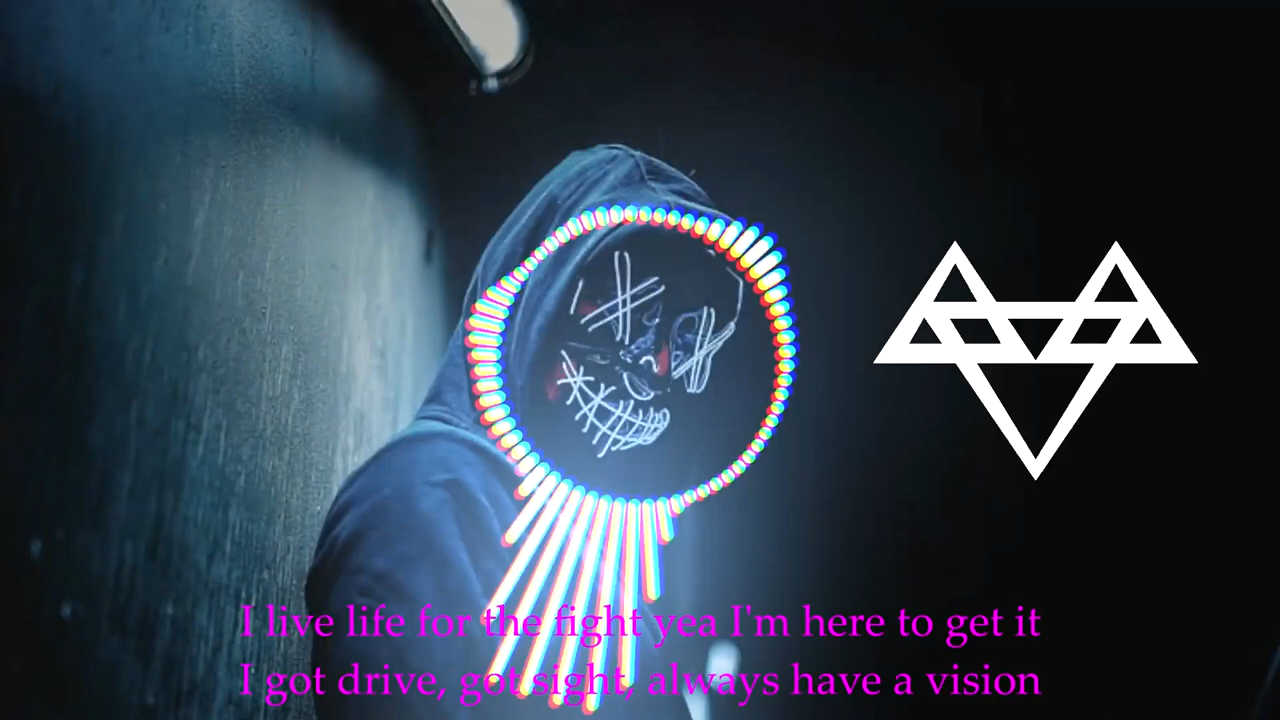 I live life for the fight yea I'm here to get it
I got drive, got sight, always have a vision